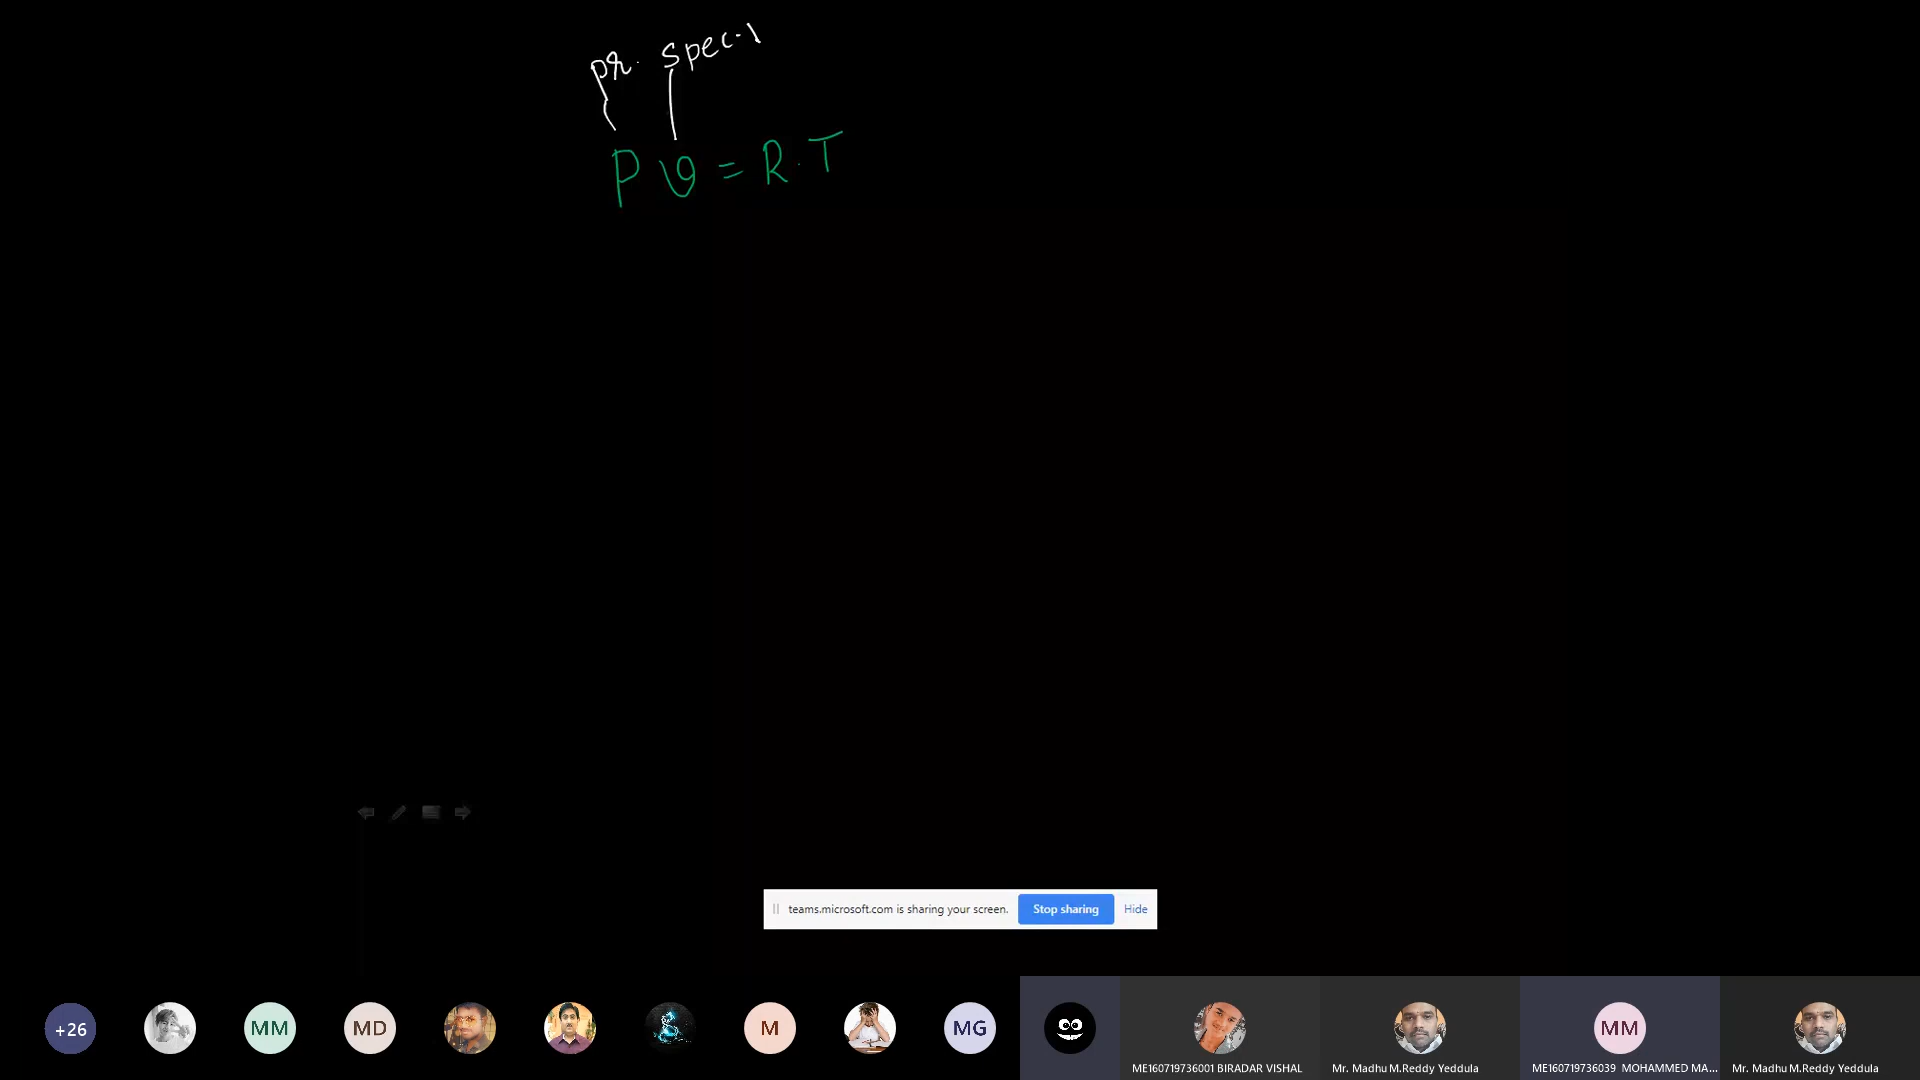 pr. spec.
P v = R.T
teams.microsoft.com is sharing your screen. Stop sharing Hide
+26 MM MD M MG MM
ME160719736001 BIRADAR VISHAL Mr. Madhu M.Reddy Yeddula ME160719736039 MOHAMMED MA... Mr. Madhu M.Reddy Yeddula